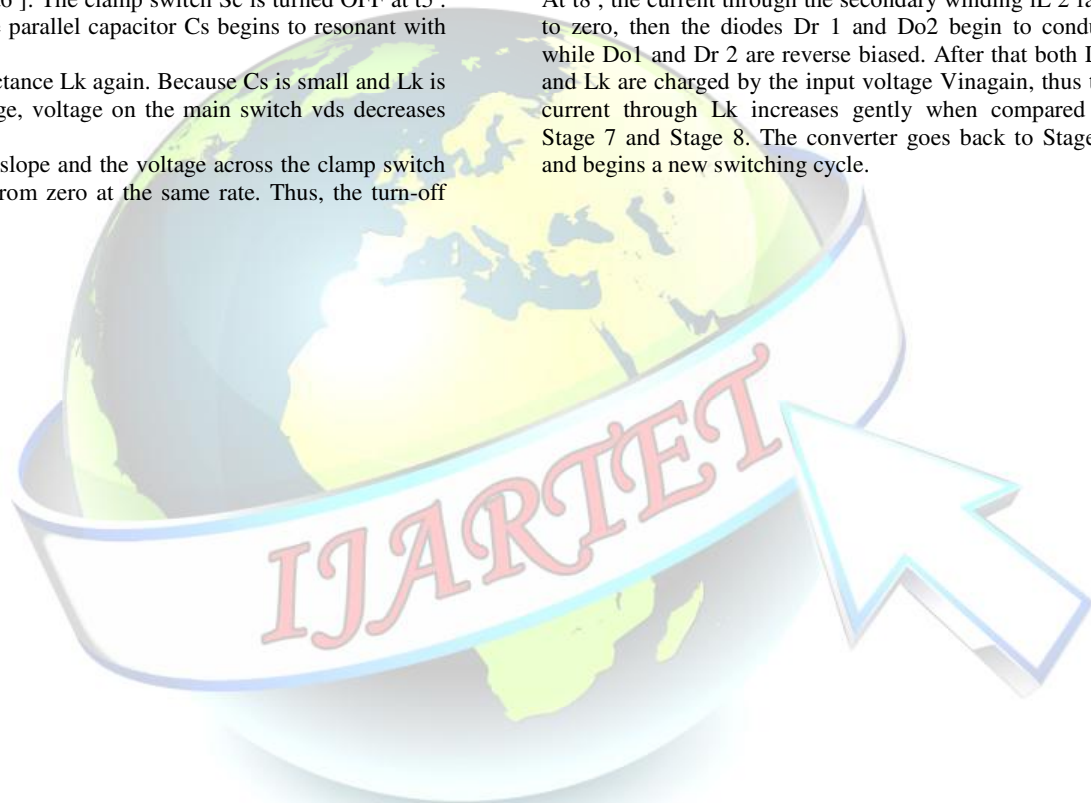 6 ]. The clamp switch Sc is turned OFF at t5 .
parallel capacitor Cs begins to resonant with
ctance Lk again. Because Cs is small and Lk is
ge, voltage on the main switch vds decreases
slope and the voltage across the clamp switch
rom zero at the same rate. Thus, the turn-off
At t8 , the current through the secondary winding iL 2 fa
to zero, then the diodes Dr 1 and Do2 begin to condu
while Do1 and Dr 2 are reverse biased. After that both L
and Lk are charged by the input voltage Vinagain, thus t
current through Lk increases gently when compared
Stage 7 and Stage 8. The converter goes back to Stage
and begins a new switching cycle.
IJARTET